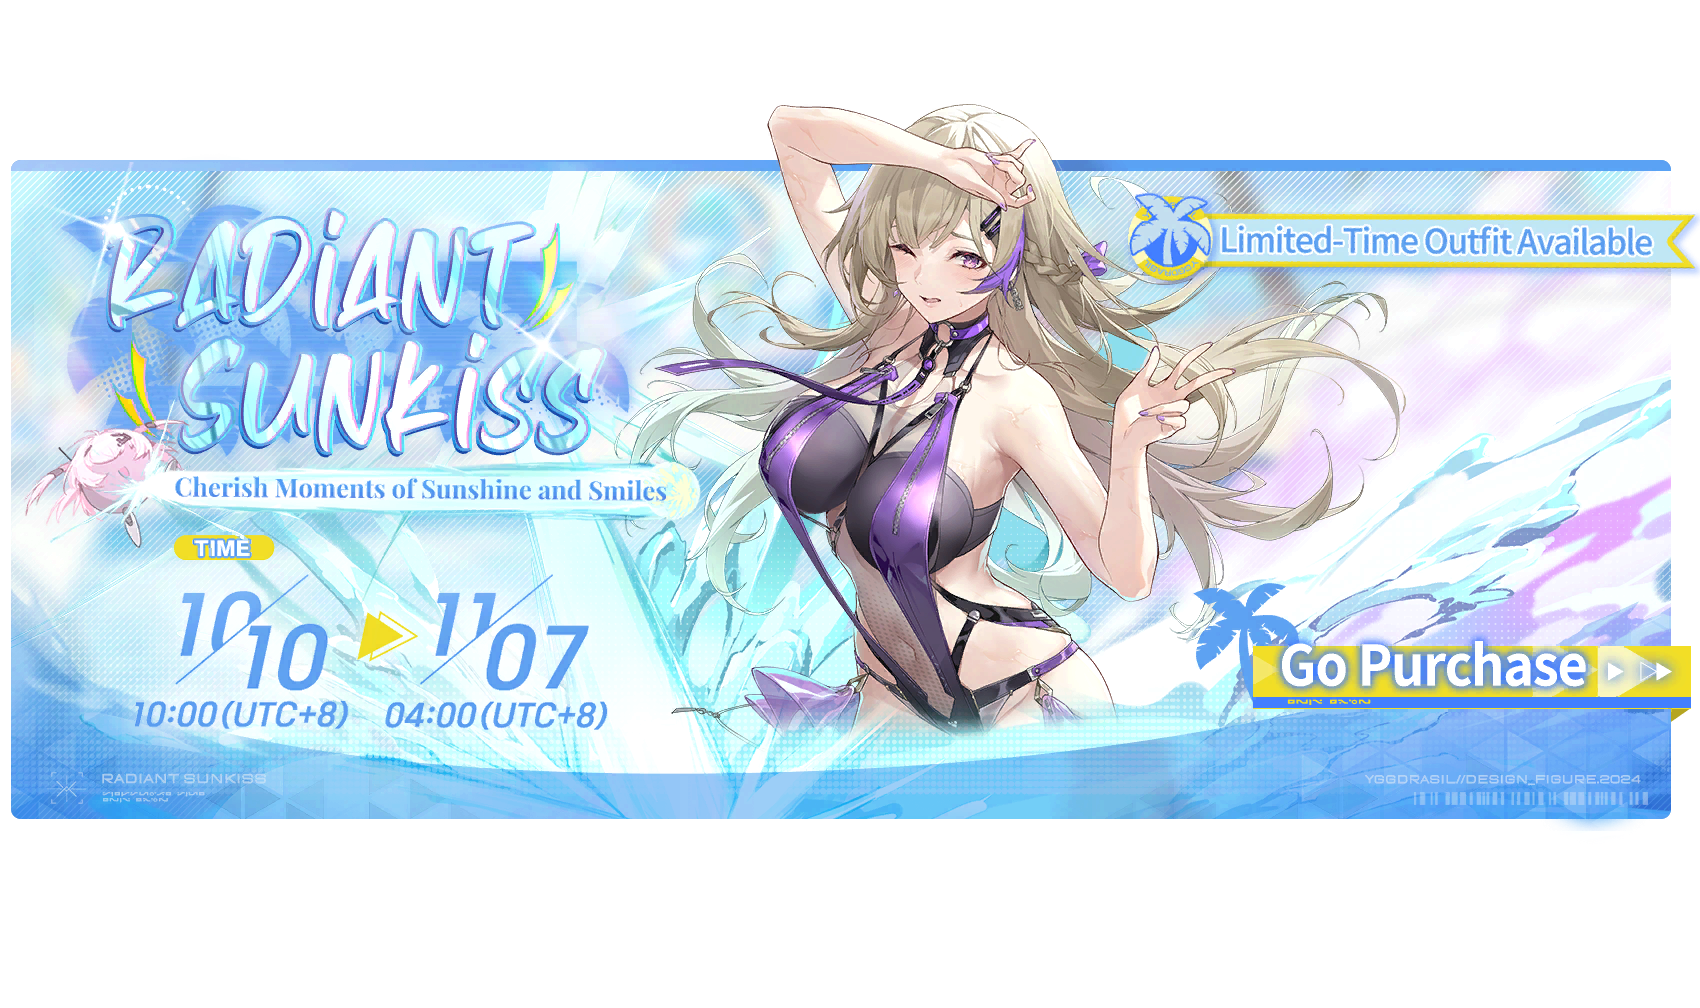 RADIANT
SUNKISS
Cherish Moments of Sunshine and Smiles
TIME
10/10
11/07
10:00(UTC+8)
04:00(UTC+8)
Limited-Time Outfit Available
Go Purchase
RADIANT SUNKISS
YGGDRASIL//DESIGN_FIGURE.2024